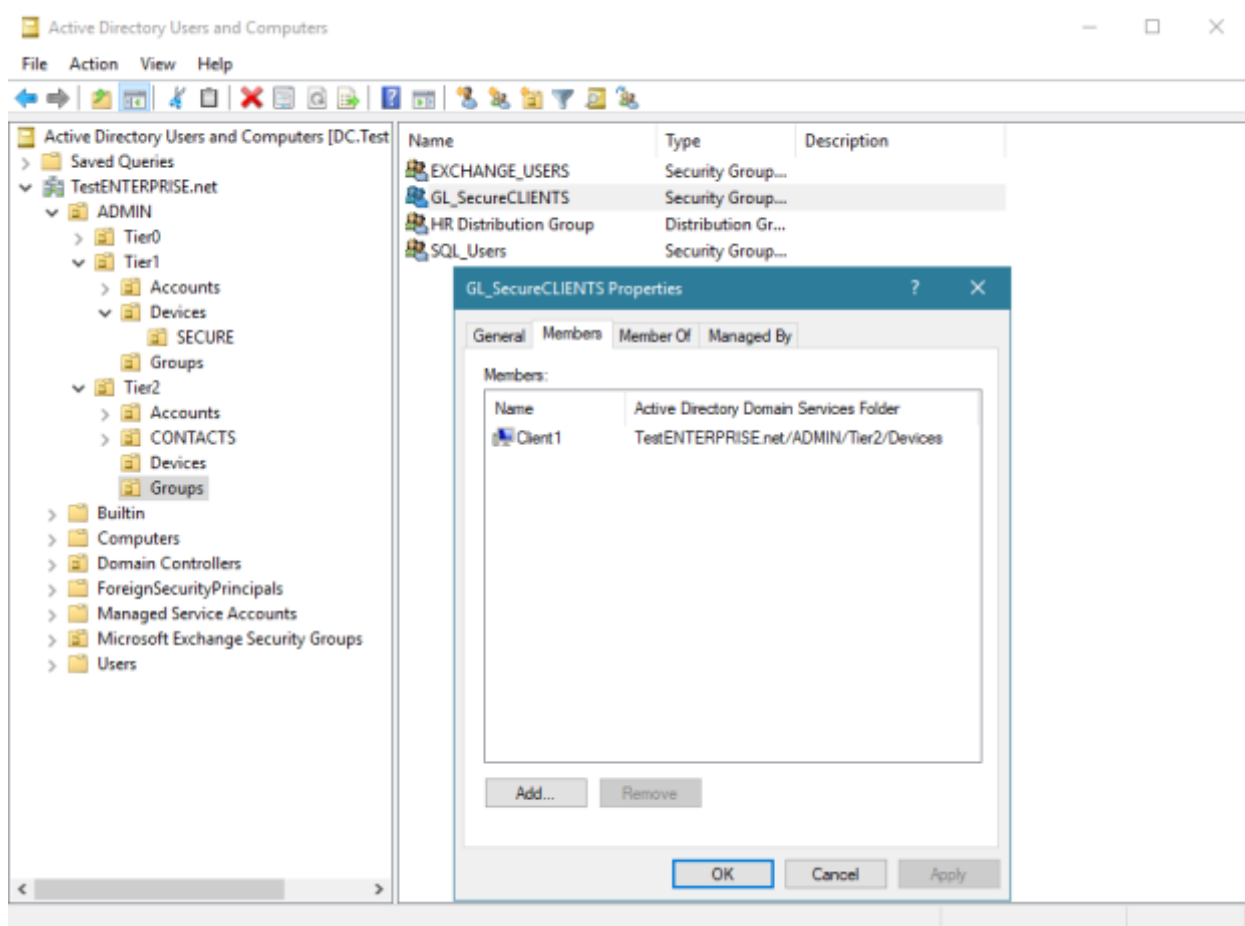 Active Directory Users and Computers
File Action View Help
Active Directory Users and Computers [DC.Test
Saved Queries
TestENTERPRISE.net
ADMIN
Tier0
Tier1
Accounts
Devices
SECURE
Groups
Tier2
Accounts
CONTACTS
Devices
Groups
Builtin
Computers
Domain Controllers
ForeignSecurityPrincipals
Managed Service Accounts
Microsoft Exchange Security Groups
Users
Name Type Description
EXCHANGE_USERS Security Group...
GL_SecureCLIENTS Security Group...
HR Distribution Group Distribution Gr...
SQL_Users Security Group...
GL_SecureCLIENTS Properties ?
General Members Member Of Managed By
Members:
Name Active Directory Domain Services Folder
Client1 TestENTERPRISE.net/ADMIN/Tier2/Devices
Add... Remove
OK Cancel Apply